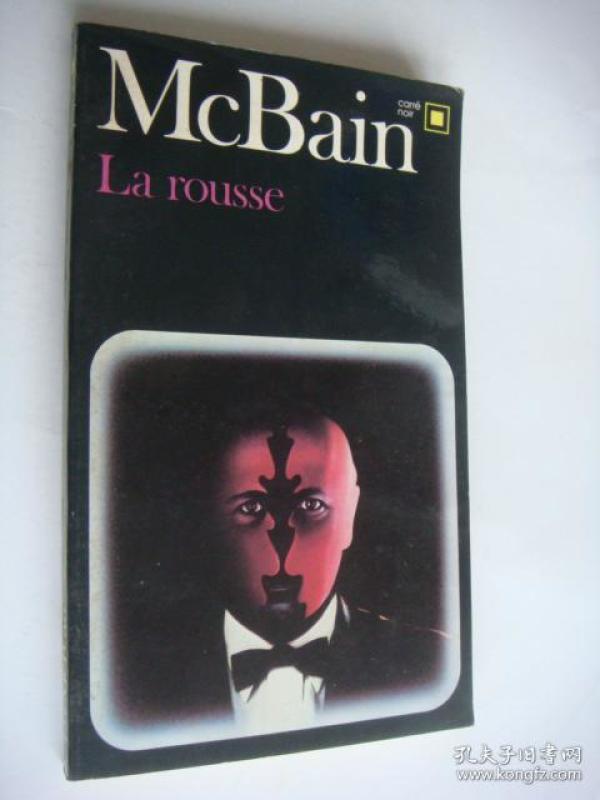 McBain
carré
noir
La rousse
孔夫子旧书网
www.kongfz.com